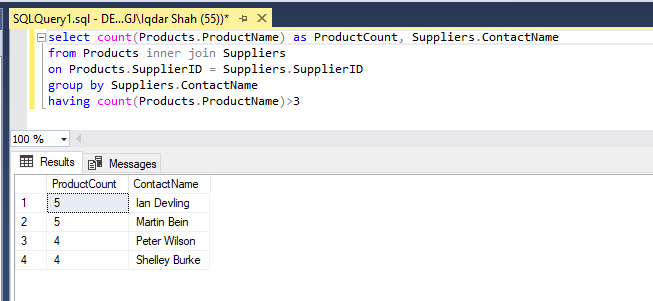 SQLQuery1.sql - DE...GJ\Iqdar Shah (55))*
select count(Products.ProductName) as ProductCount, Suppliers.ContactName
from Products inner join Suppliers
on Products.SupplierID = Suppliers.SupplierID
group by Suppliers.ContactName
having count(Products.ProductName)>3
100 %
Results Messages
ProductCount ContactName
1 5 Ian Devling
2 5 Martin Bein
3 4 Peter Wilson
4 4 Shelley Burke